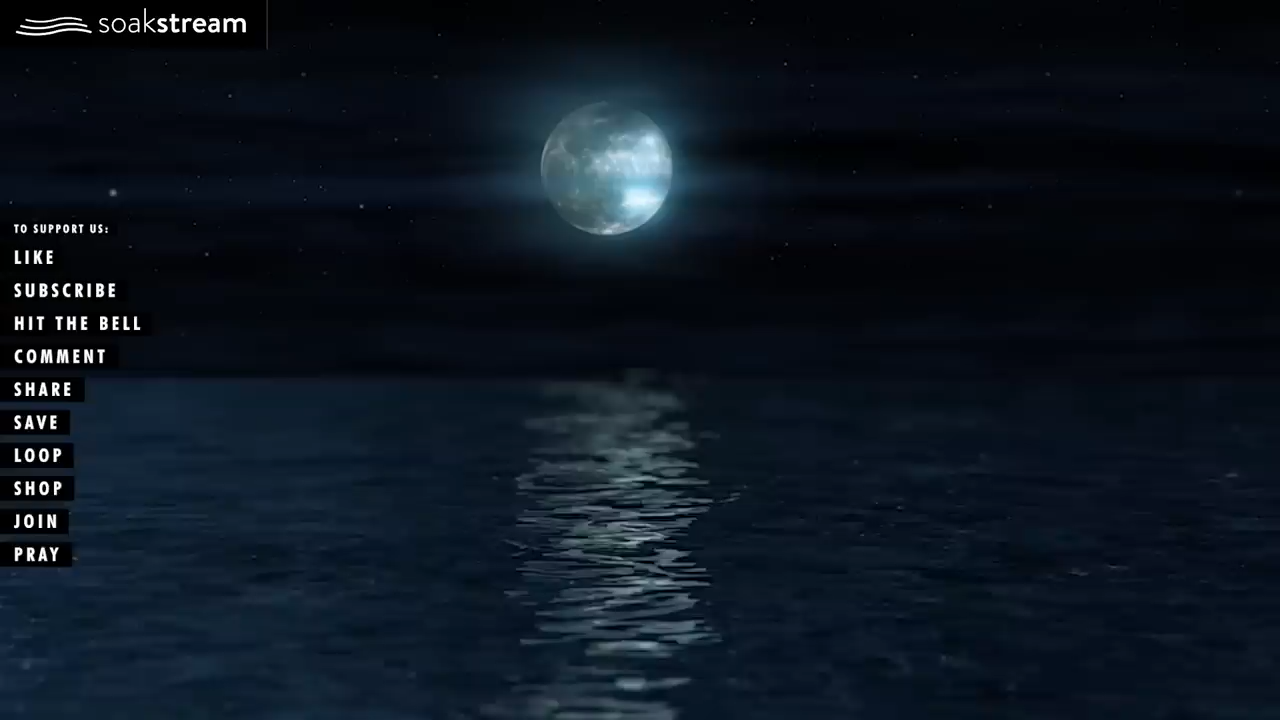 soakstream
TO SUPPORT US:
LIKE
SUBSCRIBE
HIT THE BELL
COMMENT
SHARE
SAVE
LOOP
SHOP
JOIN
PRAY